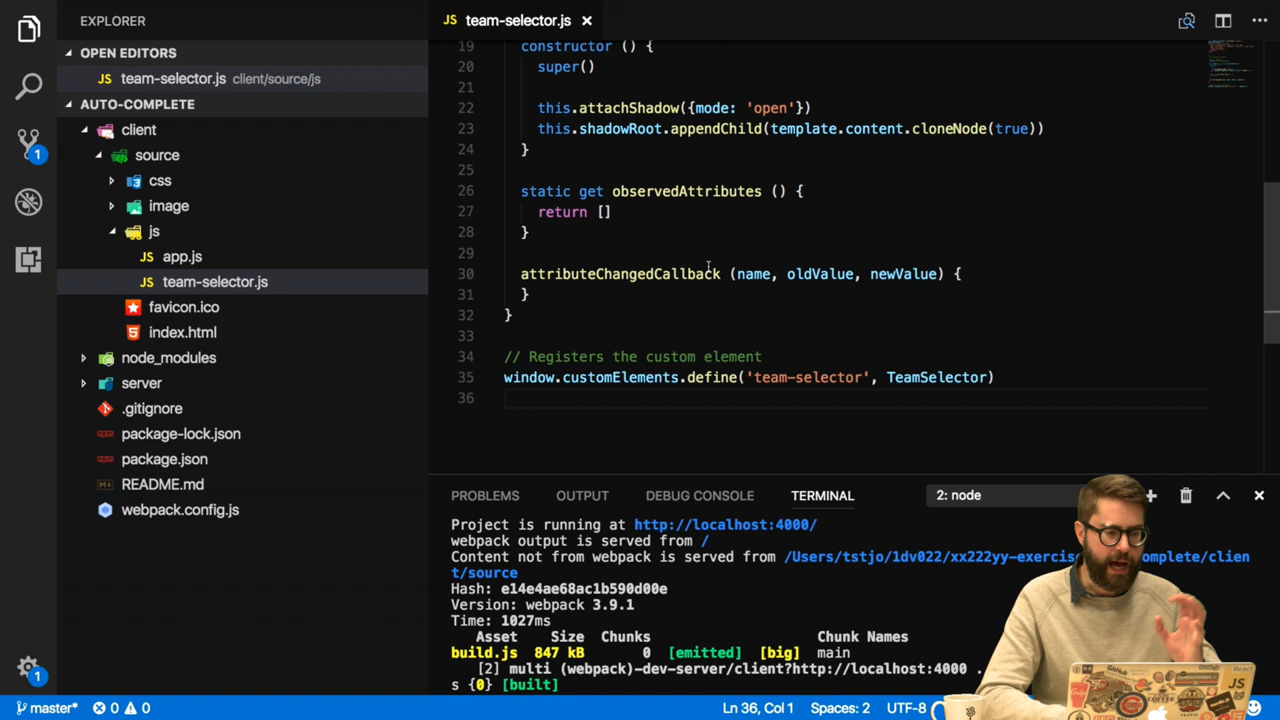 EXPLORER
OPEN EDITORS
JS team-selector.js client/source/js
AUTO-COMPLETE
client
source
css
image
js
JS app.js
JS team-selector.js
favicon.ico
index.html
node_modules
server
.gitignore
package-lock.json
package.json
README.md
webpack.config.js
1
1
JS team-selector.js ×
19 constructor () {
20 super()
21
22 this.attachShadow({mode: 'open'})
23 this.shadowRoot.appendChild(template.content.cloneNode(true))
24 }
25
26 static get observedAttributes () {
27 return []
28 }
29
30 attributeChangedCallback (name, oldValue, newValue) {
31 }
32 }
33
34 // Registers the custom element
35 window.customElements.define('team-selector', TeamSelector)
36
PROBLEMS OUTPUT DEBUG CONSOLE TERMINAL 2: node
Project is running at http://localhost:4000/
webpack output is served from /
Content not from webpack is served from /Users/tstjo/1dv022/xx222yy-exercis complete/clien
t/source
Hash: e14e4ae68ac1b590d00e
Version: webpack 3.9.1
Time: 1027ms
Asset Size Chunks Chunk Names
build.js 847 kB 0 [emitted] [big] main
[2] multi (webpack)-dev-server/client?http://localhost:4000 .
s {0} [built]
master* 0 0 Ln 36, Col 1 Spaces: 2 UTF-8
GitHub
React
JS